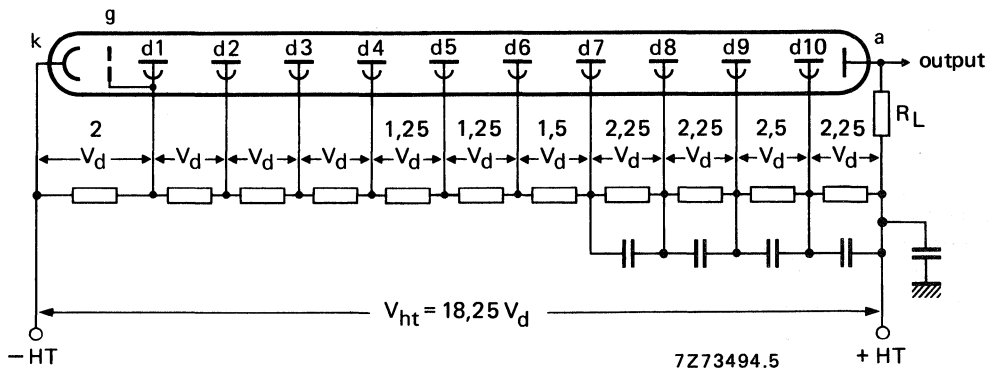 g
k d1 d2 d3 d4 d5 d6 d7 d8 d9 d10 a
output
R_L
2 1,25 1,25 1,5 2,25 2,25 2,5 2,25
V_d V_d V_d V_d V_d V_d V_d V_d V_d V_d V_d
V_ht = 18,25 V_d
− HT + HT
7Z73494.5